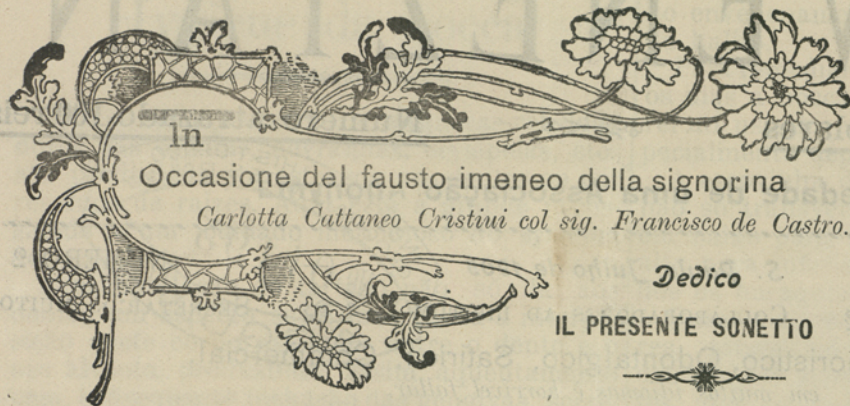 In
Occasione del fausto imeneo della signorina
Carlotta Cattaneo Cristiui col sig. Francisco de Castro.
Dedico
IL PRESENTE SONETTO